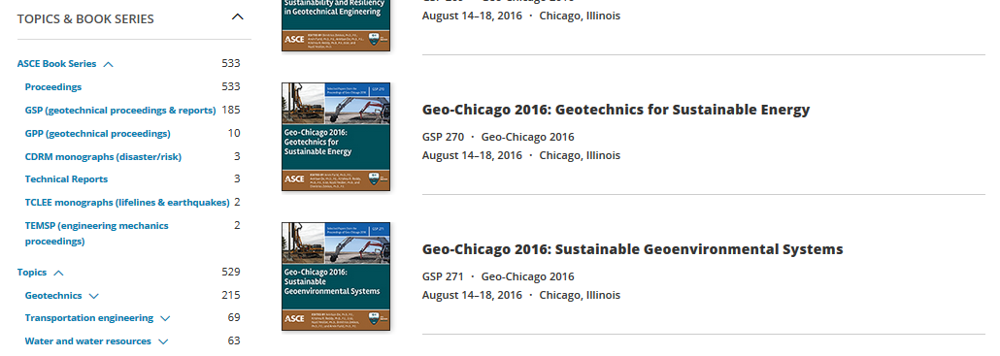 TOPICS & BOOK SERIES
ASCE Book Series 533
Proceedings 533
GSP (geotechnical proceedings & reports) 185
GPP (geotechnical proceedings) 10
CDRM monographs (disaster/risk) 3
Technical Reports 3
TCLEE monographs (lifelines & earthquakes) 2
TEMSP (engineering mechanics 2
proceedings)
Topics 529
Geotechnics 215
Transportation engineering 69
Water and water resources 63
Sustainability and Resiliency
in Geotechnical Engineering
ASCE
August 14–18, 2016 · Chicago, Illinois
GSP 270
Geo-Chicago 2016:
Geotechnics for
Sustainable Energy
ASCE
Geo-Chicago 2016: Geotechnics for Sustainable Energy
GSP 270 · Geo-Chicago 2016
August 14–18, 2016 · Chicago, Illinois
GSP 271
Geo-Chicago 2016:
Sustainable
Geoenvironmental Systems
ASCE
Geo-Chicago 2016: Sustainable Geoenvironmental Systems
GSP 271 · Geo-Chicago 2016
August 14–18, 2016 · Chicago, Illinois